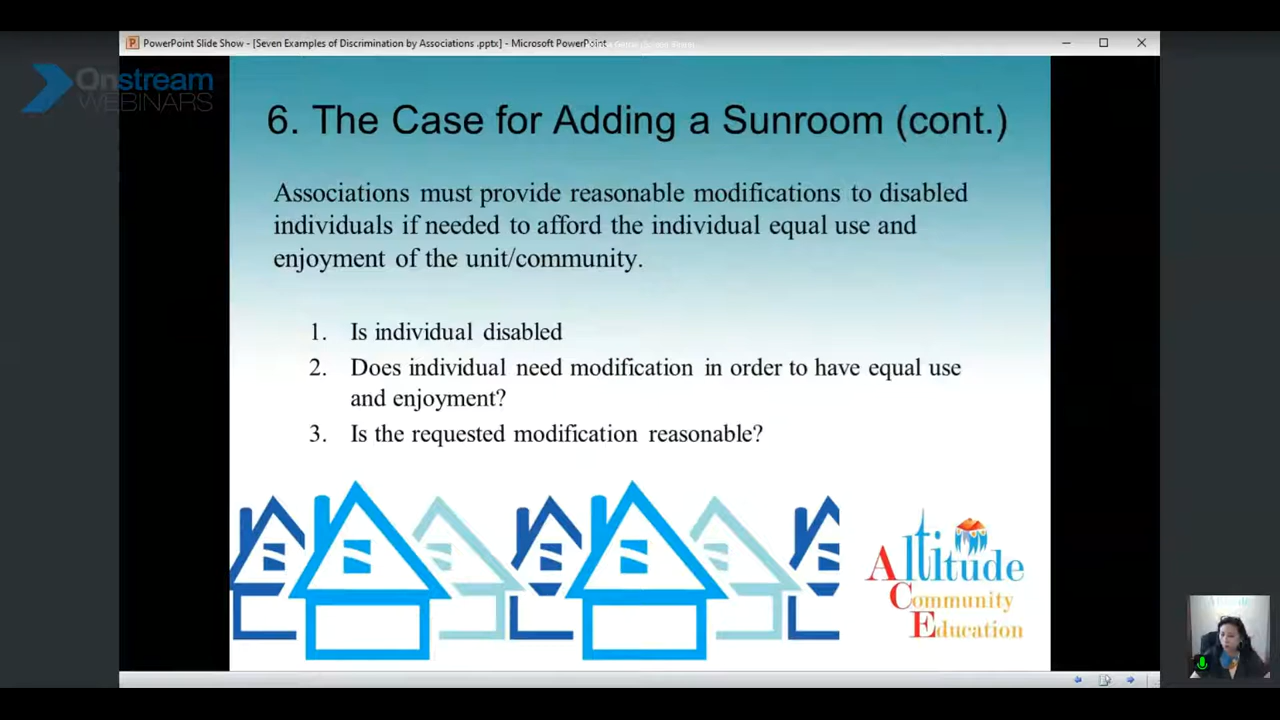 PowerPoint Slide Show - [Seven Examples of Discrimination by Associations .pptx] - Microsoft PowerPoint
Onstream
WEBINARS
6. The Case for Adding a Sunroom (cont.)
Associations must provide reasonable modifications to disabled
individuals if needed to afford the individual equal use and
enjoyment of the unit/community.
1. Is individual disabled
2. Does individual need modification in order to have equal use
and enjoyment?
3. Is the requested modification reasonable?
Altitude
Community
Education